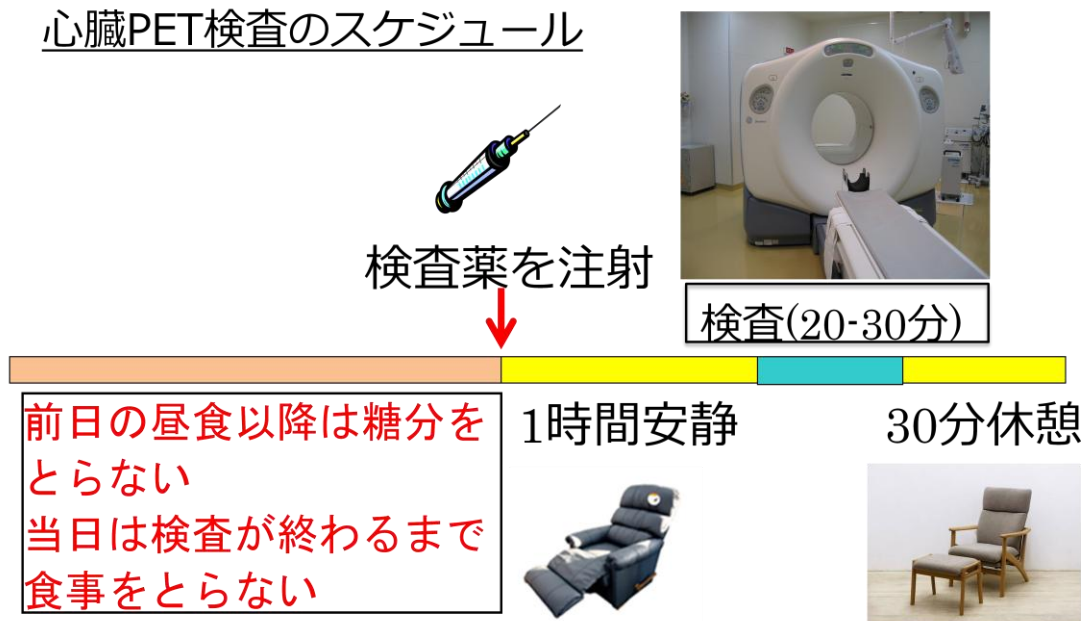 心臓PET検査のスケジュール
検査薬を注射
検査(20-30分)
前日の昼食以降は糖分を
とらない
当日は検査が終わるまで
食事をとらない
1時間安静
30分休憩